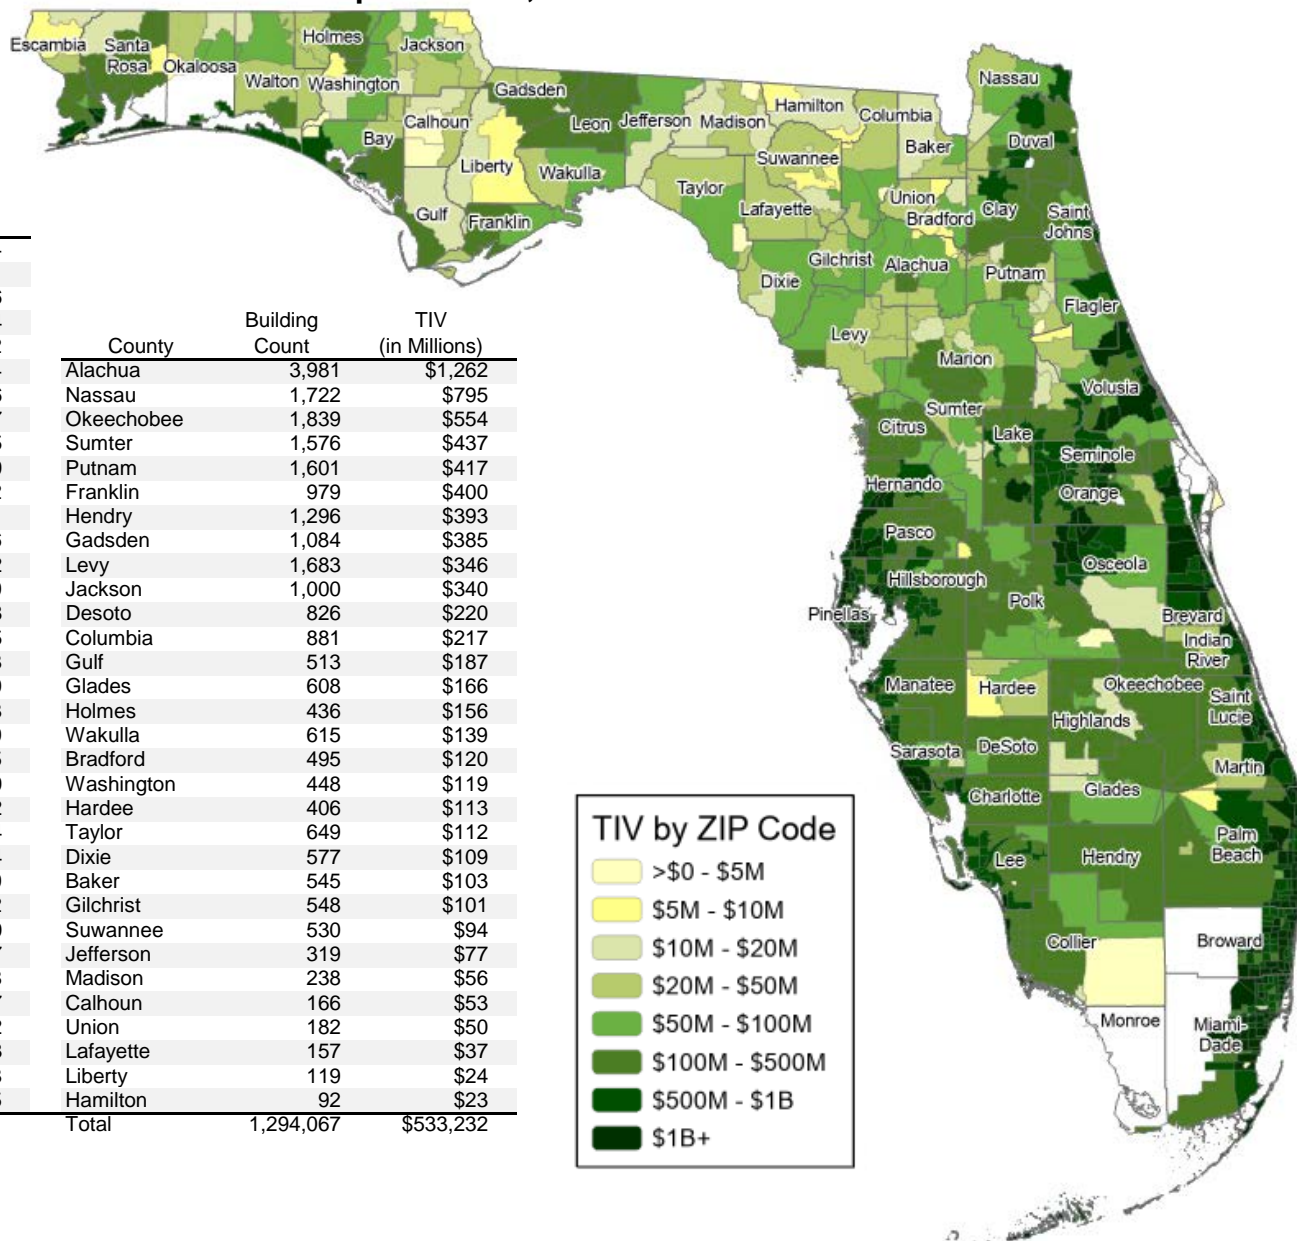 Building TIV
County Count (in Millions)
Alachua 3,981 $1,262
Nassau 1,722 $795
Okeechobee 1,839 $554
Sumter 1,576 $437
Putnam 1,601 $417
Franklin 979 $400
Hendry 1,296 $393
Gadsden 1,084 $385
Levy 1,683 $346
Jackson 1,000 $340
Desoto 826 $220
Columbia 881 $217
Gulf 513 $187
Glades 608 $166
Holmes 436 $156
Wakulla 615 $139
Bradford 495 $120
Washington 448 $119
Hardee 406 $113
Taylor 649 $112
Dixie 577 $109
Baker 545 $103
Gilchrist 548 $101
Suwannee 530 $94
Jefferson 319 $77
Madison 238 $56
Calhoun 166 $53
Union 182 $50
Lafayette 157 $37
Liberty 119 $24
Hamilton 92 $23
Total 1,294,067 $533,232
Escambia
Santa
Rosa
Okaloosa
Walton
Holmes
Washington
Jackson
Bay
Calhoun
Gulf
Liberty
Gadsden
Franklin
Leon
Wakulla
Jefferson
Madison
Taylor
Hamilton
Suwannee
Lafayette
Columbia
Baker
Nassau
Duval
Union
Bradford
Clay
Saint
Johns
Dixie
Gilchrist
Alachua
Putnam
Flagler
Levy
Marion
Volusia
Citrus
Sumter
Lake
Seminole
Orange
Hernando
Pasco
Hillsborough
Pinellas
Polk
Osceola
Brevard
Indian
River
Manatee
Hardee
Okeechobee
Highlands
Saint
Lucie
Sarasota
DeSoto
Martin
Charlotte
Glades
Lee
Hendry
Palm
Beach
Collier
Broward
Monroe
Miami-
Dade
TIV by ZIP Code
>$0 - $5M
$5M - $10M
$10M - $20M
$20M - $50M
$50M - $100M
$100M - $500M
$500M - $1B
$1B+